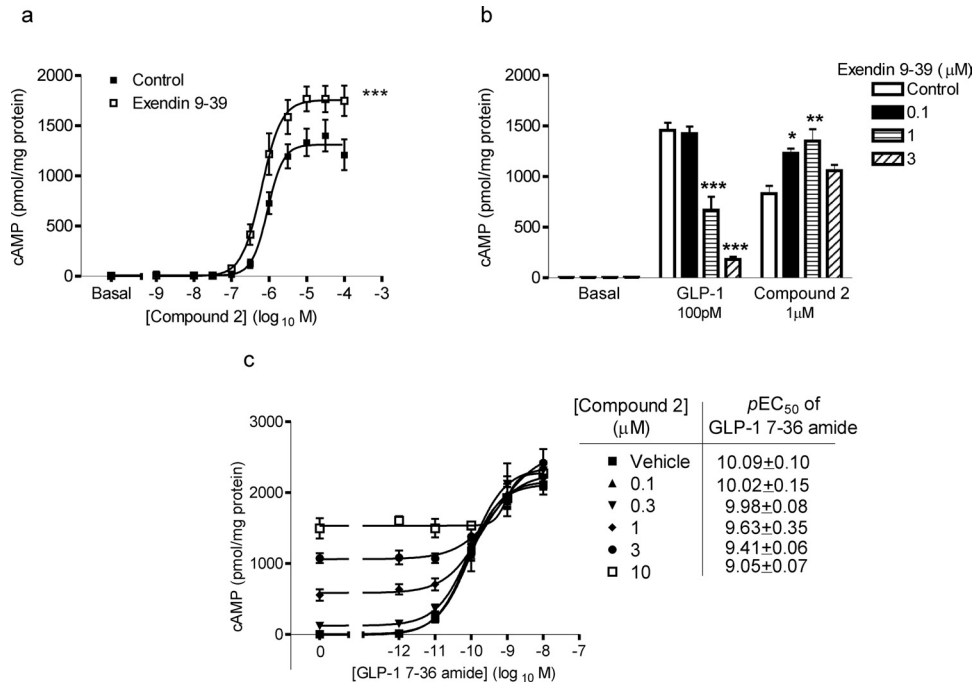 a
2000
1500
1000
500
0
cAMP (pmol/mg protein)
Control
Exendin 9-39
***
Basal -9 -8 -7 -6 -5 -4 -3
[Compound 2] (log10 M)
b
2000
1500
1000
500
0
cAMP (pmol/mg protein)
*** *** * **
Basal GLP-1 Compound 2
100pM 1μM
Exendin 9-39 (μM)
Control
0.1
1
3
c
3000
2000
1000
0
cAMP (pmol/mg protein)
0 -12 -11 -10 -9 -8 -7
[GLP-1 7-36 amide] (log10 M)
[Compound 2] pEC50 of
(μM) GLP-1 7-36 amide
Vehicle 10.09±0.10
0.1 10.02±0.15
0.3 9.98±0.08
1 9.63±0.35
3 9.41±0.06
10 9.05±0.07